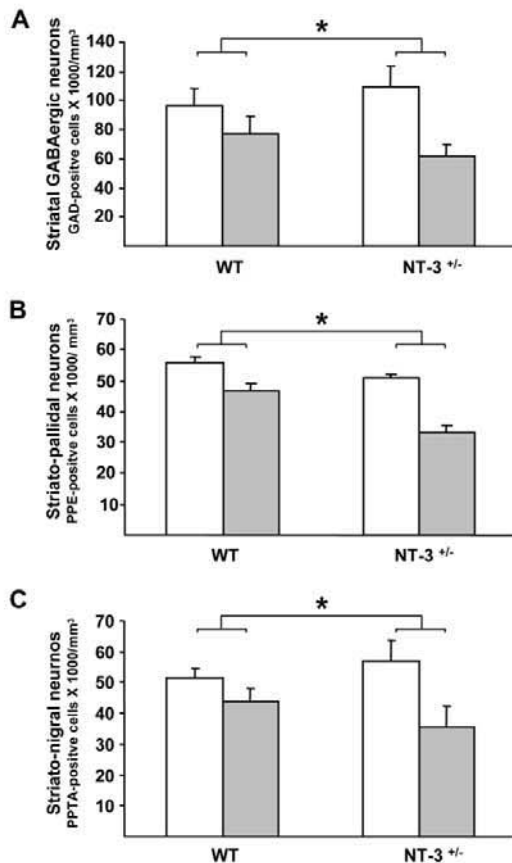 A
Striatal GABAergic neurons
GAD-positve cells X 1000/mm³
140
120
100
80
60
40
20
*
WT
NT-3 +/-
B
Striato-pallidal neurons
PPE-positve cells X 1000/ mm³
70
60
50
40
30
20
10
*
WT
NT-3 +/-
C
Striato-nigral neurnos
PPTA-positve cells X 1000/mm³
70
60
50
40
30
20
10
*
WT
NT-3 +/-